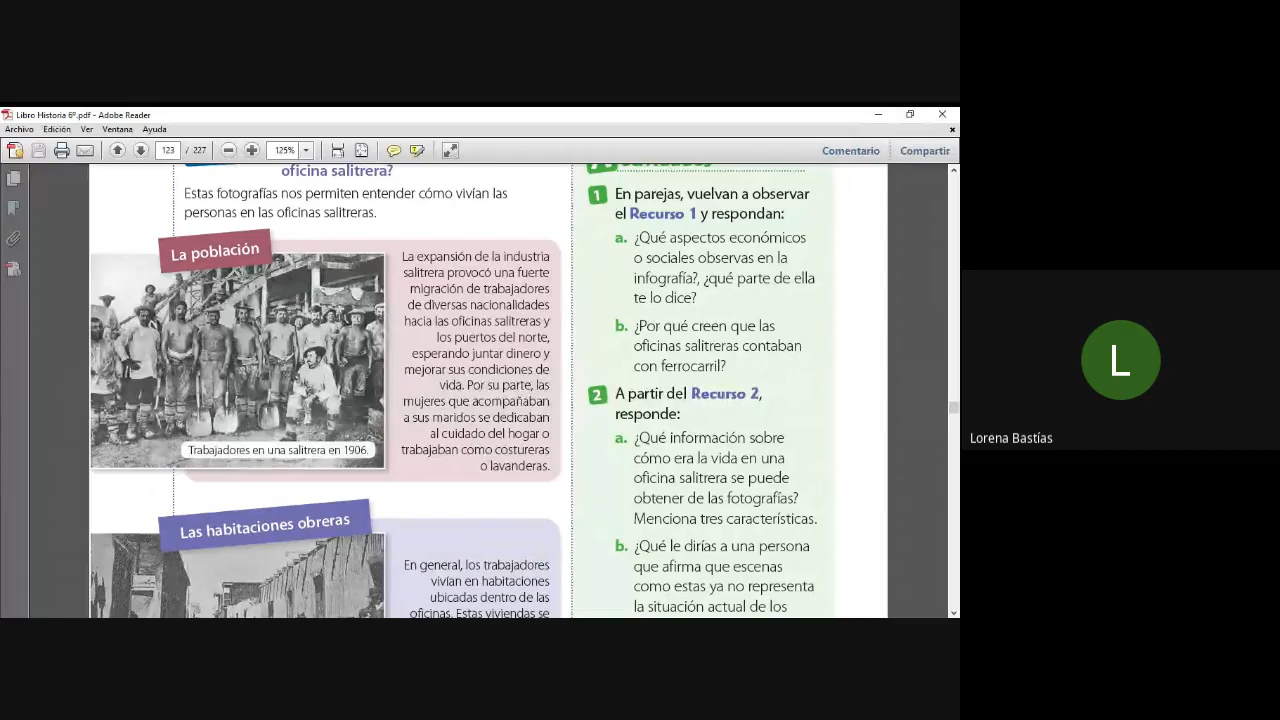 Libro Historia 6º.pdf - Adobe Reader
Archivo Edición Ver Ventana Ayuda
123 / 227 125%
Comentario Compartir
oficina salitrera?
Estas fotografías nos permiten entender cómo vivían las
personas en las oficinas salitreras.
La población
La expansión de la industria
salitrera provocó una fuerte
migración de trabajadores
de diversas nacionalidades
hacia las oficinas salitreras y
los puertos del norte,
esperando juntar dinero y
mejorar sus condiciones de
vida. Por su parte, las
mujeres que acompañaban
a sus maridos se dedicaban
al cuidado del hogar o
trabajaban como costureras
o lavanderas.
Trabajadores en una salitrera en 1906.
Las habitaciones obreras
En general, los trabajadores
vivían en habitaciones
ubicadas dentro de las
oficinas. Estas viviendas se
1 En parejas, vuelvan a observar
el Recurso 1 y respondan:
a. ¿Qué aspectos económicos
o sociales observas en la
infografía?, ¿qué parte de ella
te lo dice?
b. ¿Por qué creen que las
oficinas salitreras contaban
con ferrocarril?
2 A partir del Recurso 2,
responde:
a. ¿Qué información sobre
cómo era la vida en una
oficina salitrera se puede
obtener de las fotografías?
Menciona tres características.
b. ¿Qué le dirías a una persona
que afirma que escenas
como estas ya no representa
la situación actual de los
L
Lorena Bastías